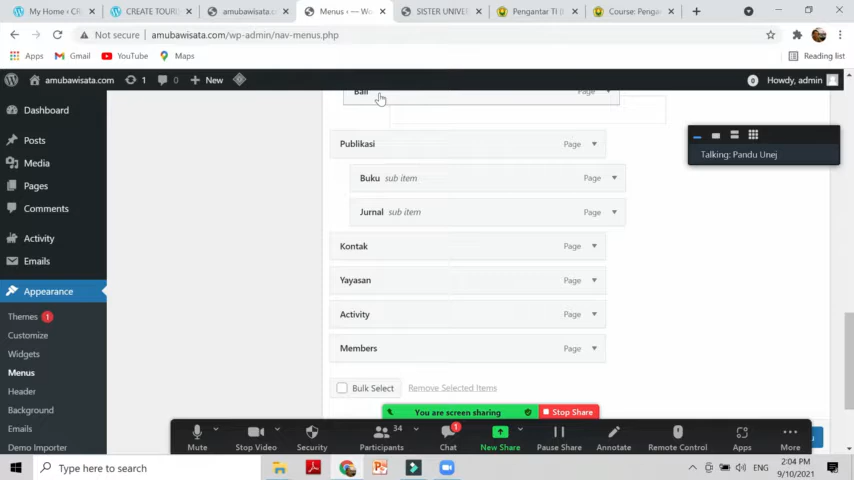 My Home ‹ CR
CREATE TOURI
amubawisata.c
Menus ‹ — Wo
SISTER UNIVER
Pengantar TI (
Course: Penga
Not secure | amubawisata.com/wp-admin/nav-menus.php
Apps
Gmail
YouTube
Maps
Reading list
amubawisata.com
1
0
New
0
Howdy, admin
Dashboard
Posts
Media
Pages
Comments
Activity
Emails
Appearance
Themes 1
Customize
Widgets
Menus
Header
Background
Emails
Demo Importer
Bali
Page
Talking: Pandu Unej
Publikasi
Page
Buku sub item
Page
Jurnal sub item
Page
Kontak
Page
Yayasan
Page
Activity
Page
Members
Page
Bulk Select
Remove Selected Items
You are screen sharing
Stop Share
Mute
Stop Video
Security
Participants
34
Chat
1
New Share
Pause Share
Annotate
Remote Control
Apps
More
Type here to search
ENG
2:04 PM
9/10/2021